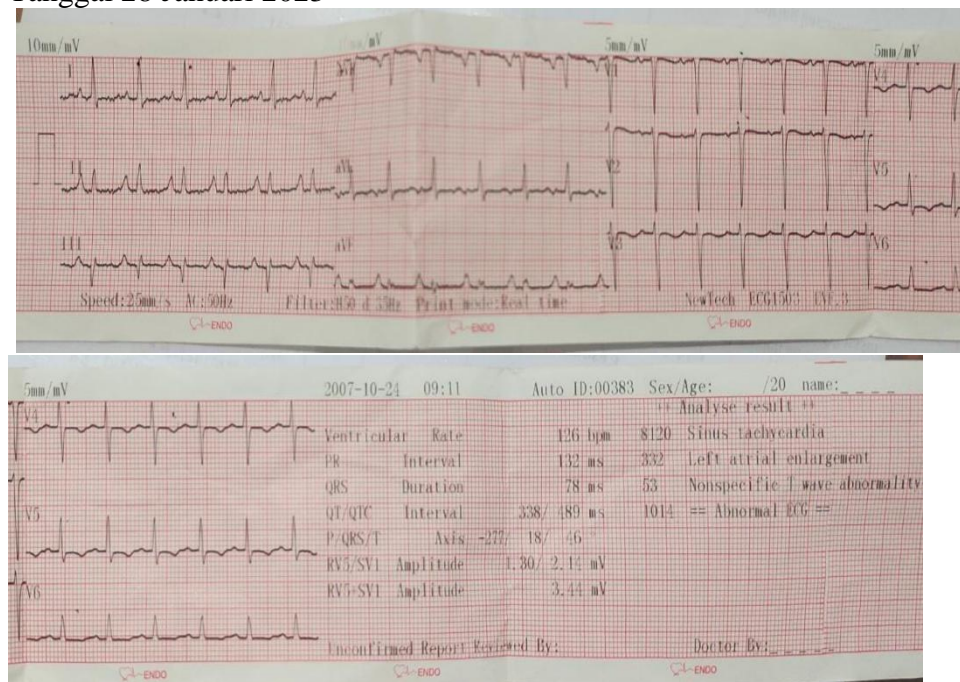 Tanggal 28 Januari 2023
10mm/mV
mV
5mm/mV
5mm/mV
I
V1
V4
II
aVL
V2
V5
III
aVF
V3
V6
Speed:25mm/s AC:50Hz Print mode:Real time NewTech ECG1503
ENDO ENDO ENDO
5mm/mV 2007-10-24 09:11 Auto ID:00383 Sex/Age: /20 name:_ _ _ _
V4
Analyse result
Ventricular Rate 126 bpm 8120 Sinus tachycardia
PR Interval 132 ms 332 Left atrial enlargement
QRS Duration 78 ms 53 Nonspecific T wave abnormality
V5
QT/QTC Interval 338/ 489 ms 1014 == Abnormal ECG ==
P/QRS/T Axis -277/ 18/ 46 °
RV5/SV1 Amplitude 1.30/ 2.14 mV
V6
RV5+SV1 Amplitude 3.44 mV
Unconfirmed Report Reviewed By: Doctor By:_ _ _ _
ENDO ENDO ENDO